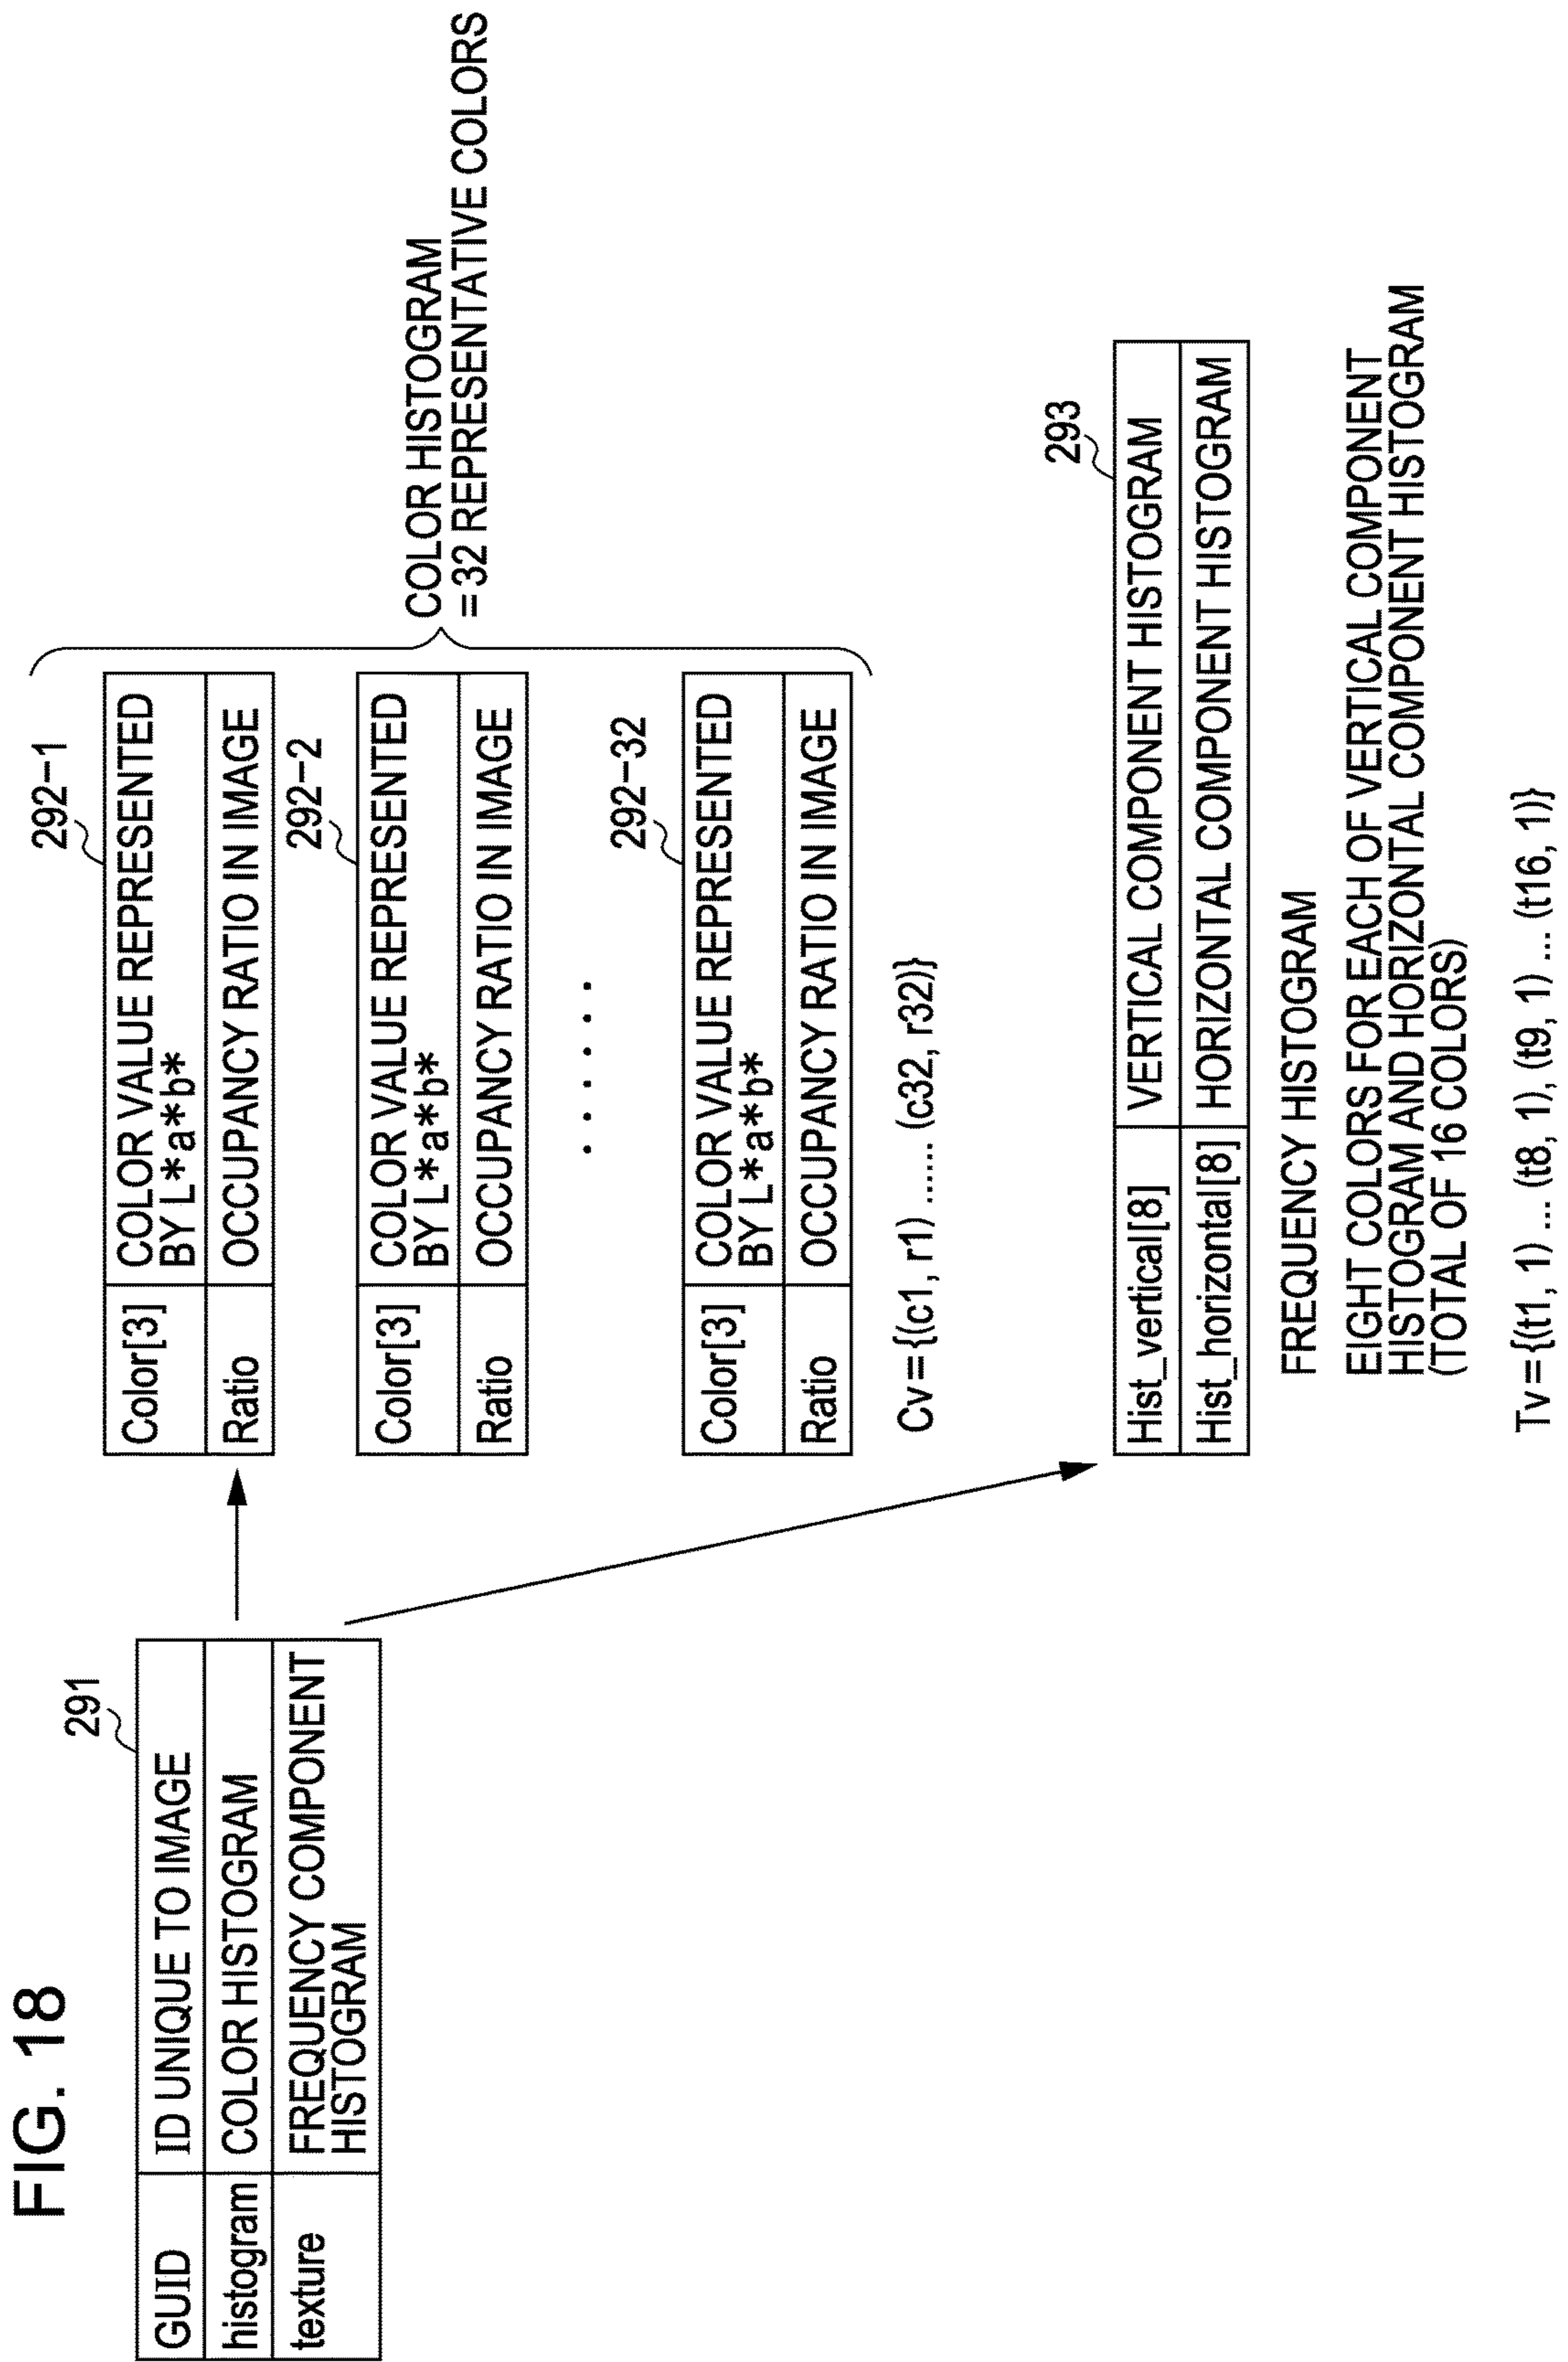 FIG. 18
291
GUID ID UNIQUE TO IMAGE
histogram COLOR HISTOGRAM
texture FREQUENCY COMPONENT
HISTOGRAM
292-1
Color[3] COLOR VALUE REPRESENTED
BY L*a*b*
Ratio OCCUPANCY RATIO IN IMAGE
292-2
Color[3] COLOR VALUE REPRESENTED
BY L*a*b*
Ratio OCCUPANCY RATIO IN IMAGE
......
292-32
Color[3] COLOR VALUE REPRESENTED
BY L*a*b*
Ratio OCCUPANCY RATIO IN IMAGE
COLOR HISTOGRAM
=32 REPRESENTATIVE COLORS
Cv={(c1, r1) ...... (c32, r32)}
293
Hist_vertical[8] VERTICAL COMPONENT HISTOGRAM
Hist_horizontal[8] HORIZONTAL COMPONENT HISTOGRAM
FREQUENCY HISTOGRAM
EIGHT COLORS FOR EACH OF VERTICAL COMPONENT
HISTOGRAM AND HORIZONTAL COMPONENT HISTOGRAM
(TOTAL OF 16 COLORS)
Tv={(t1, 1) ... (t8, 1), (t9, 1) ... (t16, 1)}